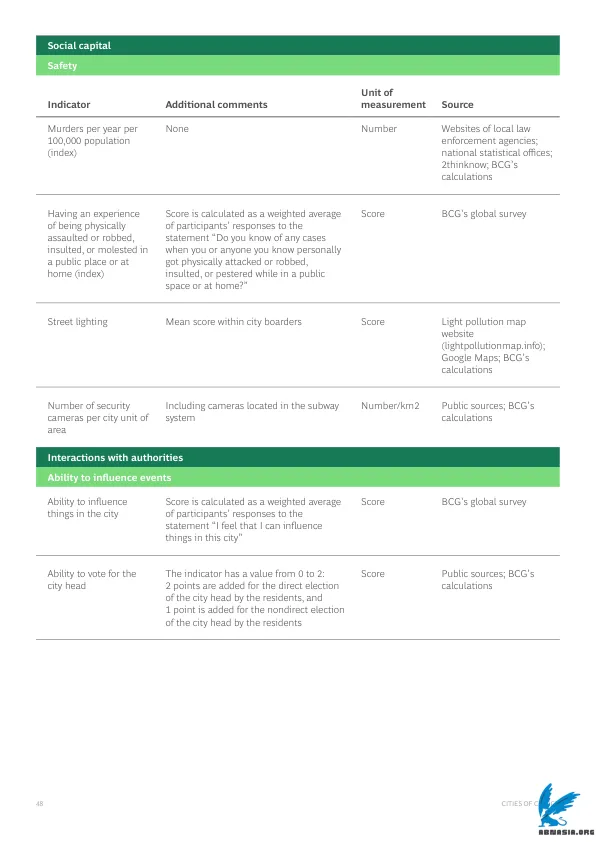 Social capital
Safety
Indicator
Additional comments
Unit of
measurement
Source
Murders per year per
100,000 population
(index)
None
Number
Websites of local law
enforcement agencies;
national statistical offices;
2thinknow; BCG's
calculations
Having an experience
of being physically
assaulted or robbed,
insulted, or molested in
a public place or at
home (index)
Score is calculated as a weighted average
of participants' responses to the
statement "Do you know of any cases
when you or anyone you know personally
got physically attacked or robbed,
insulted, or pestered while in a public
space or at home?"
Score
BCG's global survey
Street lighting
Mean score within city boarders
Score
Light pollution map
website
(lightpollutionmap.info);
Google Maps; BCG's
calculations
Number of security
cameras per city unit of
area
Including cameras located in the subway
system
Number/km2
Public sources; BCG's
calculations
Interactions with authorities
Ability to influence events
Ability to influence
things in the city
Score is calculated as a weighted average
of participants' responses to the
statement "I feel that I can influence
things in this city"
Score
BCG's global survey
Ability to vote for the
city head
The indicator has a value from 0 to 2:
2 points are added for the direct election
of the city head by the residents, and
1 point is added for the nondirect election
of the city head by the residents
Score
Public sources; BCG's
calculations
48
CITIES OF
ABNASIA.ORG